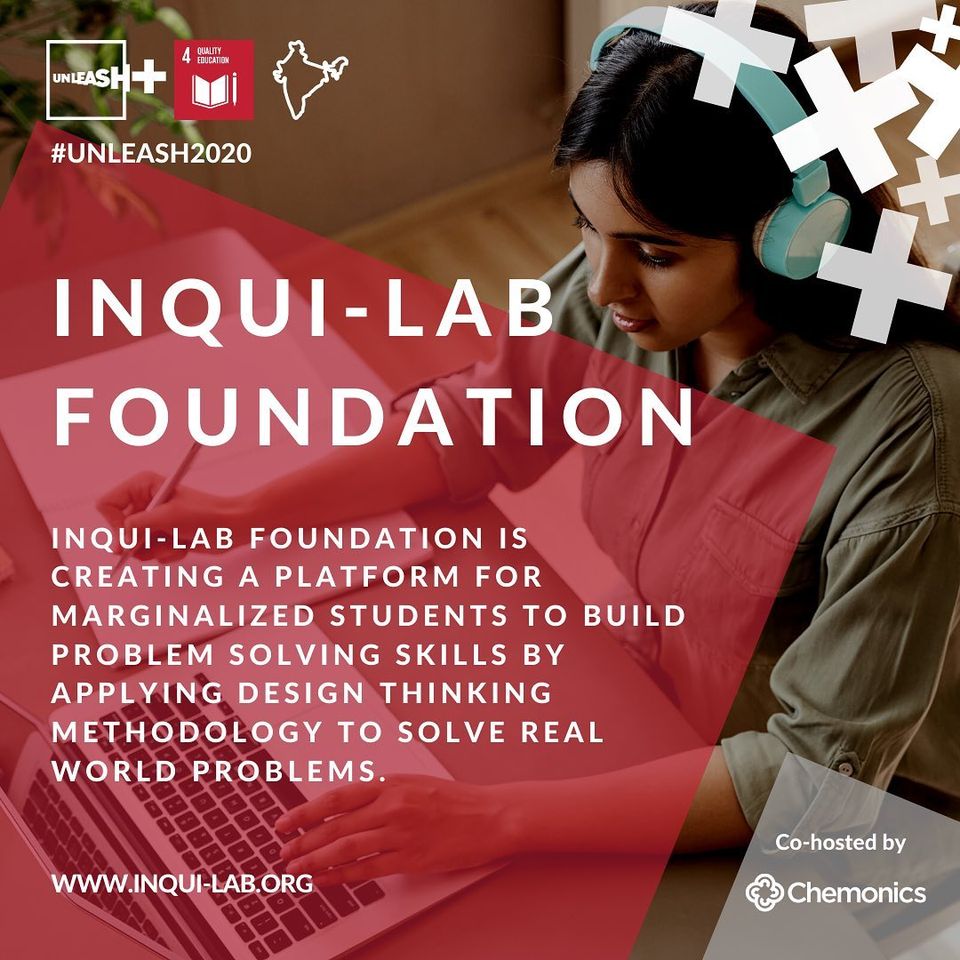 UNLEASH+
4 QUALITY
EDUCATION
#UNLEASH2020
INQUI-LAB
FOUNDATION
INQUI-LAB FOUNDATION IS
CREATING A PLATFORM FOR
MARGINALIZED STUDENTS TO BUILD
PROBLEM SOLVING SKILLS BY
APPLYING DESIGN THINKING
METHODOLOGY TO SOLVE REAL
WORLD PROBLEMS.
WWW.INQUI-LAB.ORG
Co-hosted by
Chemonics